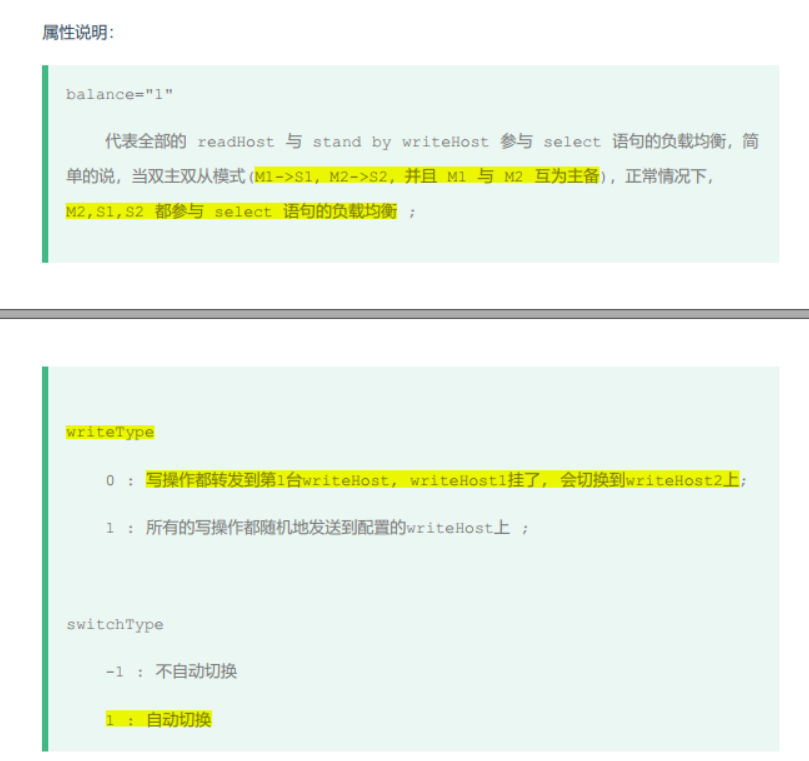 属性说明:
balance="1"
代表全部的 readHost 与 stand by writeHost 参与 select 语句的负载均衡, 简
单的说, 当双主双从模式(M1->S1, M2->S2, 并且 M1 与 M2 互为主备), 正常情况下,
M2,S1,S2 都参与 select 语句的负载均衡 ;
writeType
0 : 写操作都转发到第1台writeHost, writeHost1挂了, 会切换到writeHost2上;
1 : 所有的写操作都随机地发送到配置的writeHost上 ;
switchType
-1 : 不自动切换
1 : 自动切换